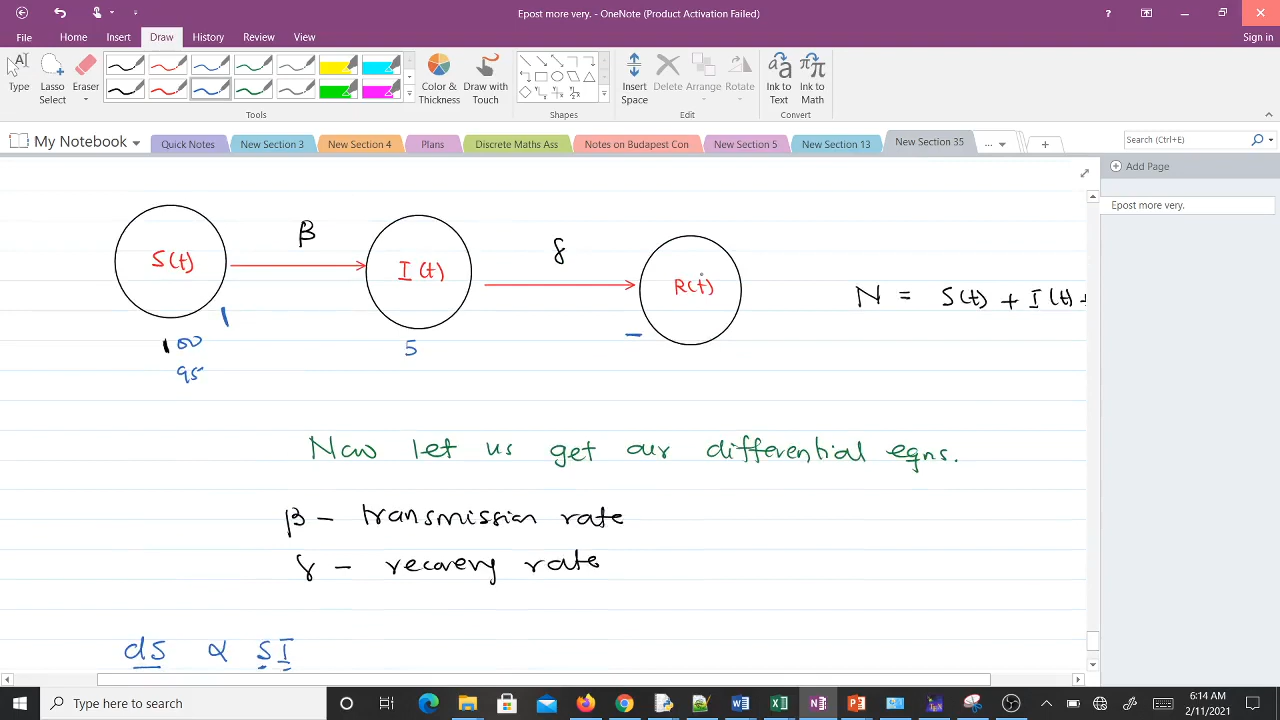 Epost more very. - OneNote (Product Activation Failed)
File Home Insert Draw History Review View Sign in
Type Lasso Select Eraser Color & Thickness Draw with Touch Insert Space Delete Arrange Rotate Ink to Text Ink to Math
Tools Shapes Edit Convert
My Notebook Quick Notes New Section 3 New Section 4 Plans Discrete Maths Ass Notes on Budapest Con New Section 5 New Section 13 New Section 35 ... Search (Ctrl+E)
Add Page
Epost more very.
β γ
S(t) I(t) R(t) N = S(t) + I(t) +
100 5
95
Now let us get our differential eqns.
β - transmission rate
γ - recovery rate
dS ∝ SI
Type here to search
6:14 AM
2/11/2021